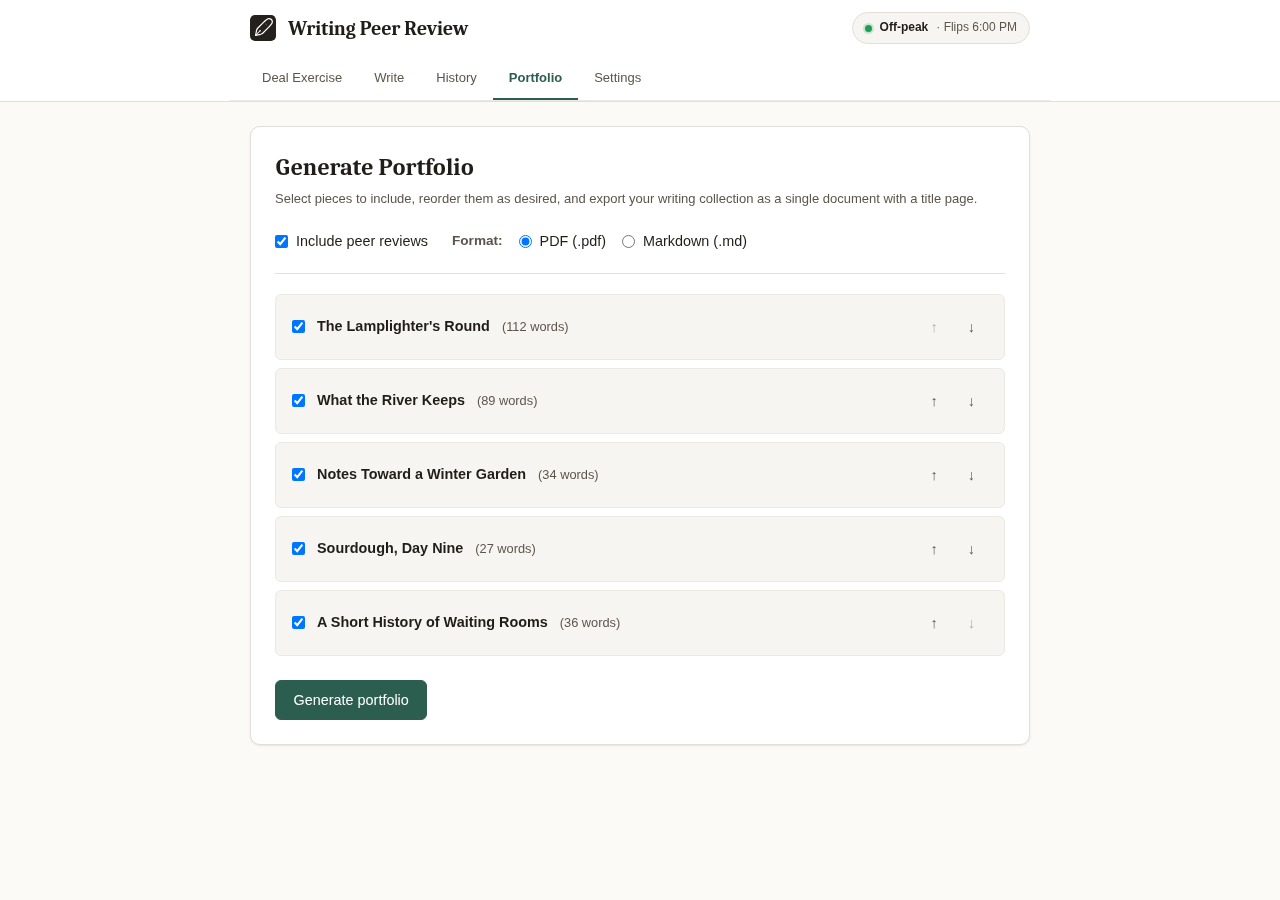 Writing Peer Review
Off-peak · Flips 6:00 PM
Deal Exercise Write History Portfolio Settings
Generate Portfolio
Select pieces to include, reorder them as desired, and export your writing collection as a single document with a title page.
Include peer reviews Format: PDF (.pdf) Markdown (.md)
The Lamplighter's Round (112 words) ↑ ↓
What the River Keeps (89 words) ↑ ↓
Notes Toward a Winter Garden (34 words) ↑ ↓
Sourdough, Day Nine (27 words) ↑ ↓
A Short History of Waiting Rooms (36 words) ↑ ↓
Generate portfolio